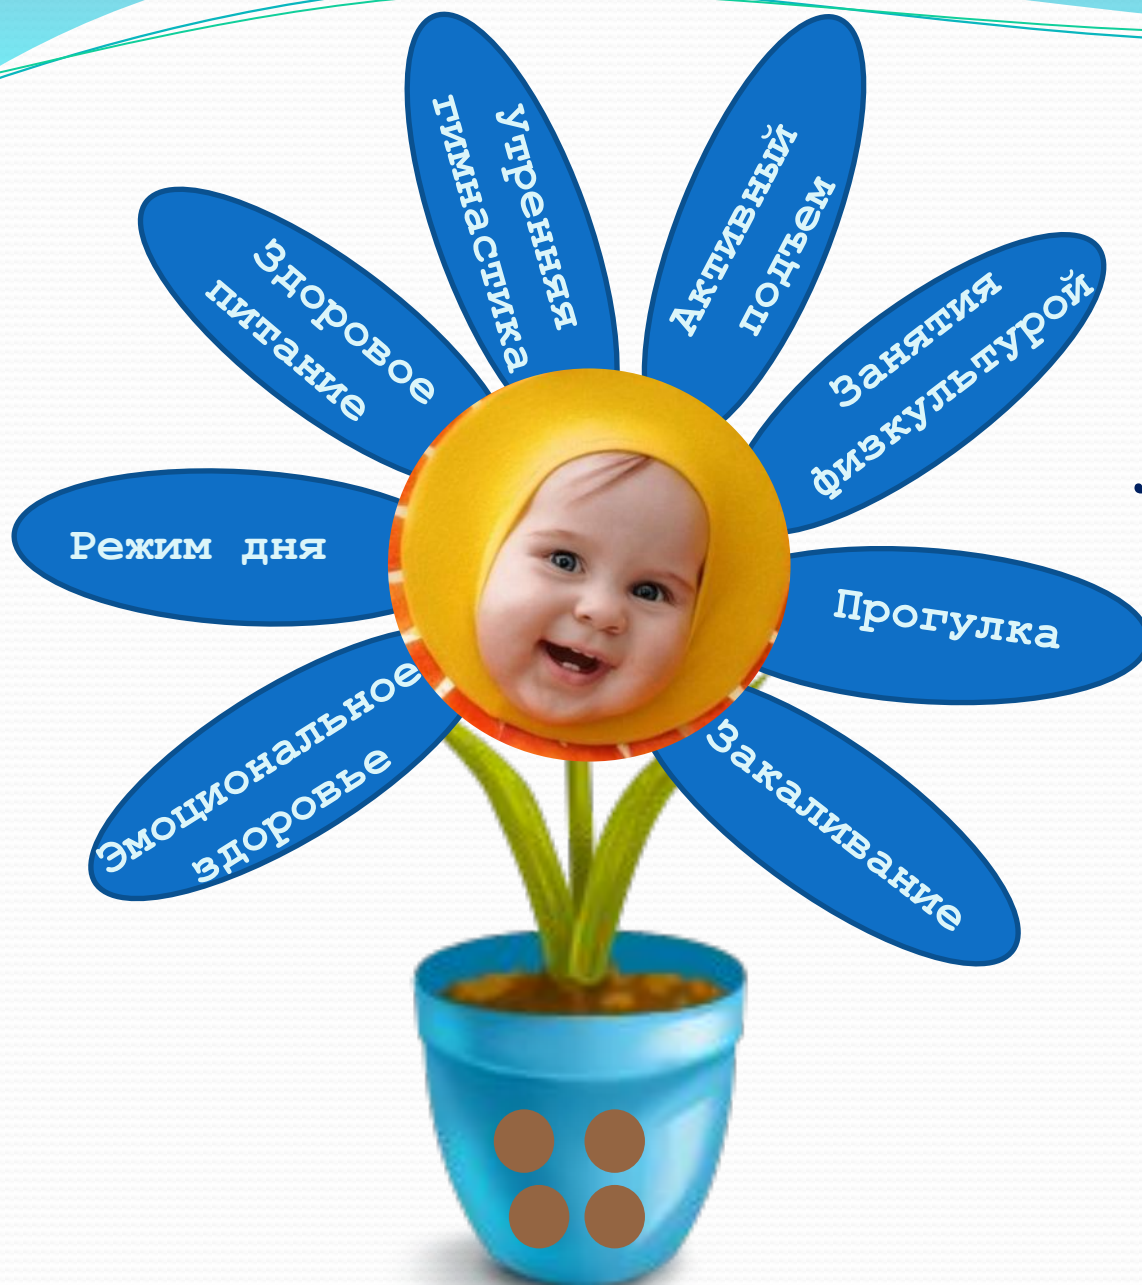 Утренняя
гимнастика
Активный
подъем
Здоровое
питание
Занятия
физкультурой
Режим дня
Прогулка
Эмоциональное
здоровье
Закаливание